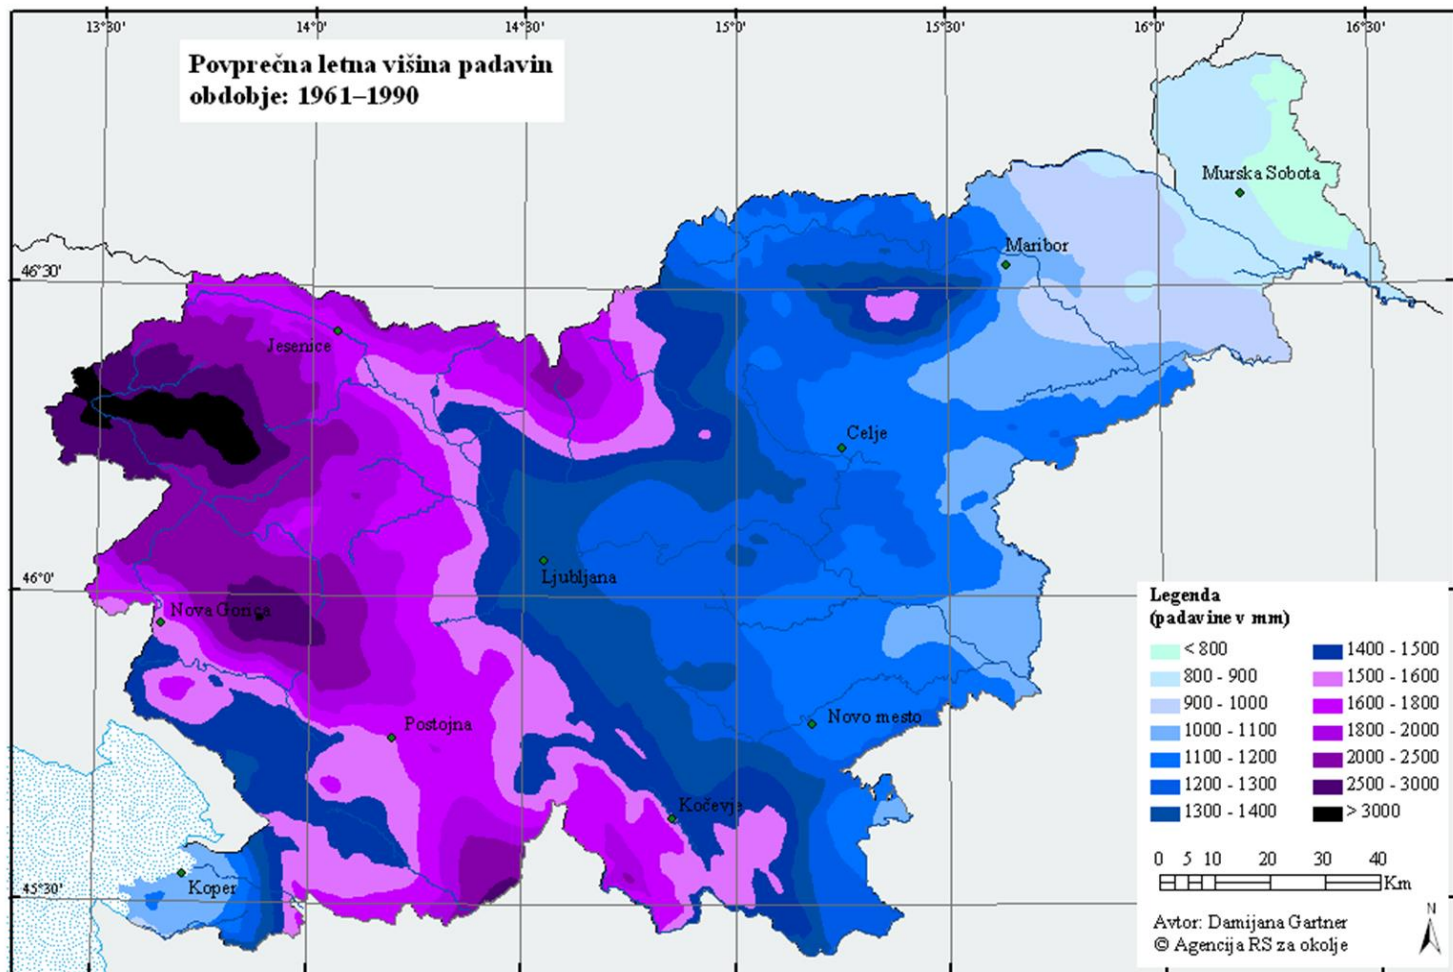 13°30' 14°0' 14°30' 15°0' 15°30' 16°0' 16°30'
Povprečna letna višina padavin
obdobje: 1961–1990
Murska Sobota
Maribor
46°30'
Jesenice
Celje
Ljubljana
46°0'
Nova Gorica
Postojna
Novo mesto
Kočevje
45°30'
Koper
Legenda
(padavine v mm)
< 800
800 - 900
900 - 1000
1000 - 1100
1100 - 1200
1200 - 1300
1300 - 1400
1400 - 1500
1500 - 1600
1600 - 1800
1800 - 2000
2000 - 2500
2500 - 3000
> 3000
0 5 10 20 30 40
Km
N
Avtor: Damijana Gartner
© Agencija RS za okolje